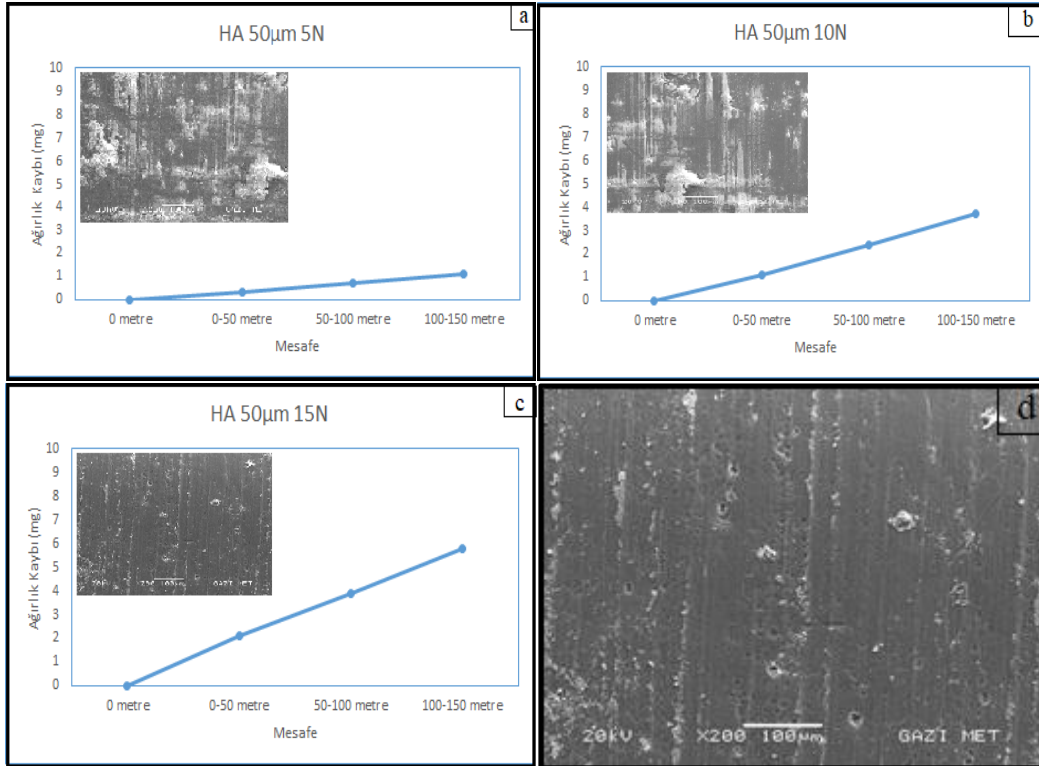 a
HA 50µm 5N
10
9
8
7
6
5
4
3
2
1
0
Ağırlık Kaybı (mg)
0 metre 0-50 metre 50-100 metre 100-150 metre
Mesafe
b
HA 50µm 10N
10
9
8
7
6
5
4
3
2
1
0
Ağırlık Kaybı (mg)
0 metre 0-50 metre 50-100 metre 100-150 metre
Mesafe
c
HA 50µm 15N
10
9
8
7
6
5
4
3
2
1
0
Ağırlık Kaybı (mg)
100µm GAZI MET
0 metre 0-50 metre 50-100 metre 100-150 metre
Mesafe
d
20kV X200 100µm GAZI MET